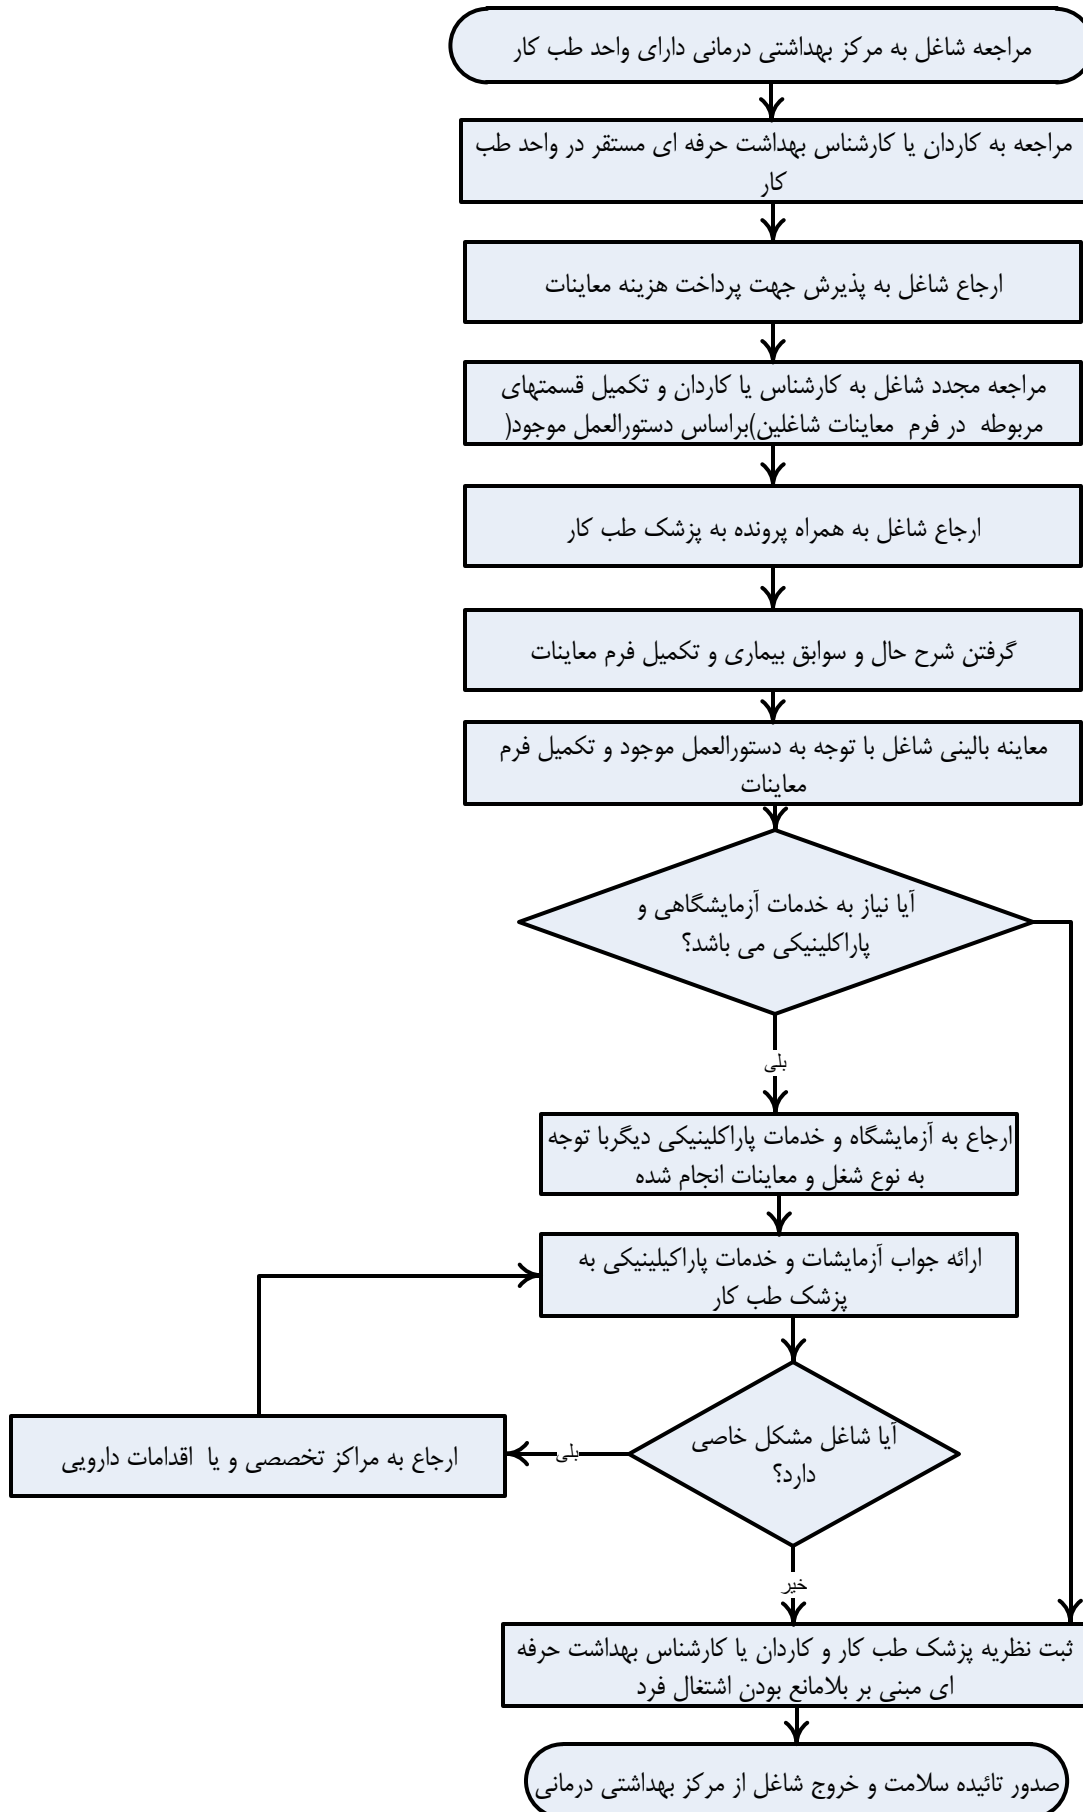 مراجعه شاغل به مرکز بهداشتی درمانی دارای واحد طب کار
مراجعه به کاردان یا کارشناس بهداشت حرفه ای مستقر در واحد طب
کار
ارجاع شاغل به پذیرش جهت پرداخت هزینه معاینات
مراجعه مجدد شاغل به کارشناس یا کاردان و تکمیل قسمتهای
مربوطه در فرم معاینات شاغلین)براساس دستورالعمل موجود(
ارجاع شاغل به همراه پرونده به پزشک طب کار
گرفتن شرح حال و سوابق بیماری و تکمیل فرم معاینات
معاینه بالینی شاغل با توجه به دستورالعمل موجود و تکمیل فرم
معاینات
آیا نیاز به خدمات آزمایشگاهی و
پاراکلینیکی می باشد؟
بلی
ارجاع به آزمایشگاه و خدمات پاراکلینیکی دیگربا توجه
به نوع شغل و معاینات انجام شده
ارائه جواب آزمایشات و خدمات پاراکیلینیکی به
پزشک طب کار
آیا شاغل مشکل خاصی
دارد؟
بلی
ارجاع به مراکز تخصصی و یا اقدامات دارویی
خیر
ثبت نظریه پزشک طب کار و کاردان یا کارشناس بهداشت حرفه
ای مبنی بر بلامانع بودن اشتغال فرد
صدور تائیده سلامت و خروج شاغل از مرکز بهداشتی درمانی